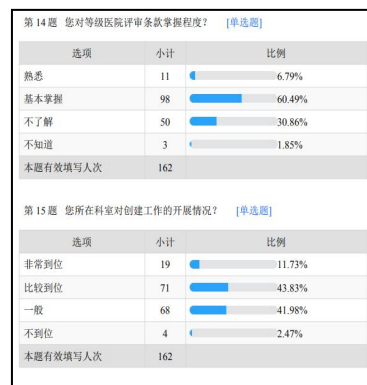 第14题 您对等级医院评审条款掌握程度？ [单选题]
选项 小计 比例
熟悉 11 6.79%
基本掌握 98 60.49%
不了解 50 30.86%
不知道 3 1.85%
本题有效填写人次 162
第15题 您所在科室对创建工作的开展情况？ [单选题]
选项 小计 比例
非常到位 19 11.73%
比较到位 71 43.83%
一般 68 41.98%
不到位 4 2.47%
本题有效填写人次 162